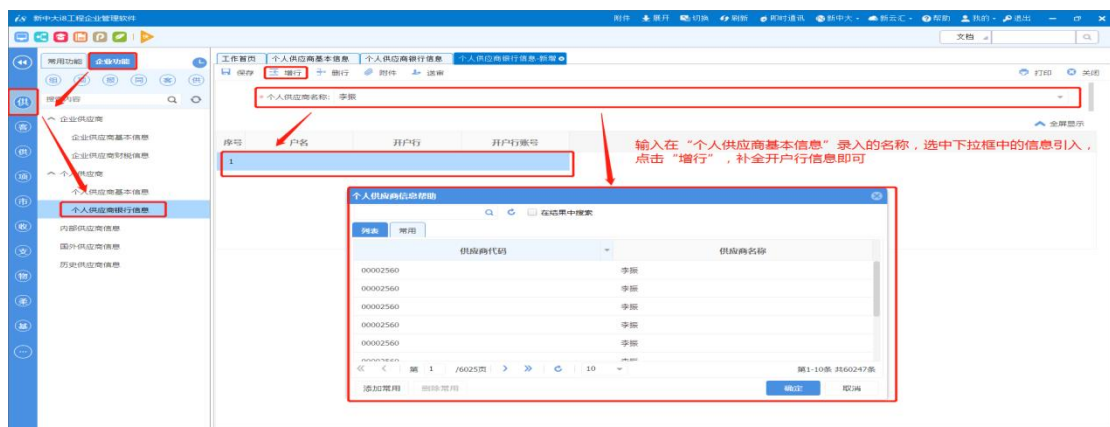 i8 新中大i8工程企业管理软件 附件 展开 切换 刷新 即时通讯 新中大 新云汇 帮助 我的 退出
文档
常用功能 企业功能 工作首页 个人供应商基本信息 个人供应商银行信息 个人供应商银行信息-新增
保存 增行 删行 附件 送审 打印 关闭
供
* 个人供应商名称: 李振
全屏显示
企业供应商
企业供应商基本信息
企业供应商财税信息
个人供应商
个人供应商基本信息
个人供应商银行信息
内部供应商信息
国外供应商信息
历史供应商信息
序号 户名 开户行 开户行账号
1
输入在“个人供应商基本信息”录入的名称，选中下拉框中的信息引入，
点击“增行”，补全开户行信息即可
个人供应商信息帮助
在结果中搜索
列表 常用
供应商代码 供应商名称
00002560 李振
00002560 李振
00002560 李振
00002560 李振
00002560 李振
第 1 /6025页 10 第1-10条 共60247条
添加常用 删除常用 确定 取消